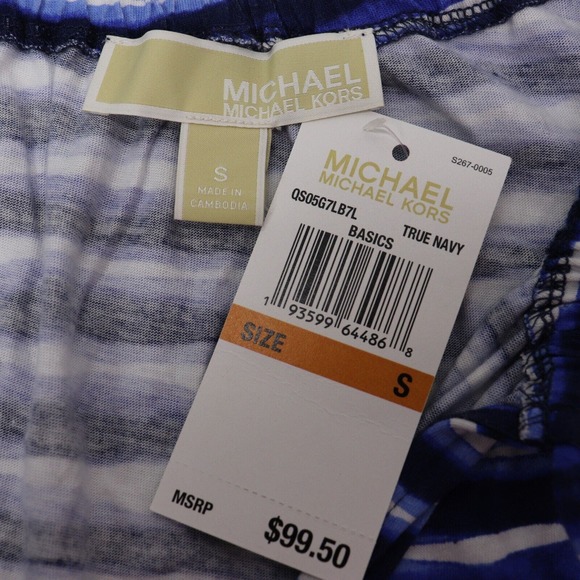 MICHAEL
MICHAEL KORS
S
MADE IN
CAMBODIA
S267-0005
MICHAEL
MICHAEL KORS
QS05G7LB7L
BASICS
TRUE NAVY
1 93599 64486 8
SIZE
S
MSRP
$99.50